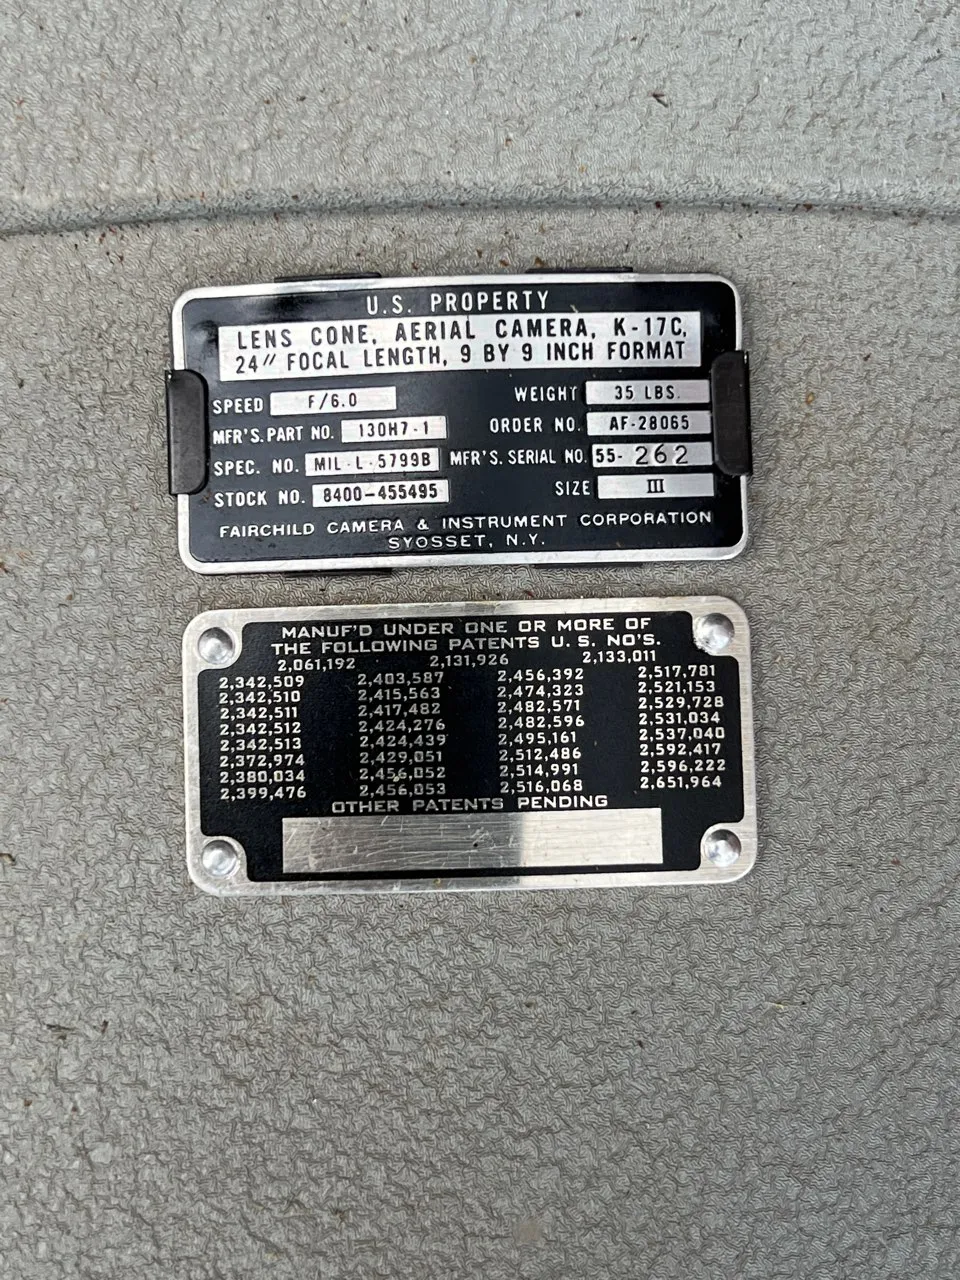 U.S. PROPERTY
LENS CONE, AERIAL CAMERA, K-17C,
24" FOCAL LENGTH, 9 BY 9 INCH FORMAT
SPEED F/6.0 WEIGHT 35 LBS.
MFR'S. PART NO. 130H7-1 ORDER NO. AF-28065
SPEC. NO. MIL-L-5799B MFR'S. SERIAL NO. 55-262
STOCK NO. 8400-455495 SIZE III
FAIRCHILD CAMERA & INSTRUMENT CORPORATION
SYOSSET, N.Y.
MANUF'D UNDER ONE OR MORE OF
THE FOLLOWING PATENTS U.S. NO'S.
2,061,192 2,131,926 2,133,011
2,342,509 2,403,587 2,456,392 2,517,781
2,342,510 2,415,563 2,474,323 2,521,153
2,342,511 2,417,482 2,482,571 2,529,728
2,342,512 2,424,276 2,482,596 2,531,034
2,342,513 2,424,439 2,495,161 2,537,040
2,372,974 2,429,051 2,512,486 2,592,417
2,380,034 2,456,052 2,514,991 2,596,222
2,399,476 2,456,053 2,516,068 2,651,964
OTHER PATENTS PENDING